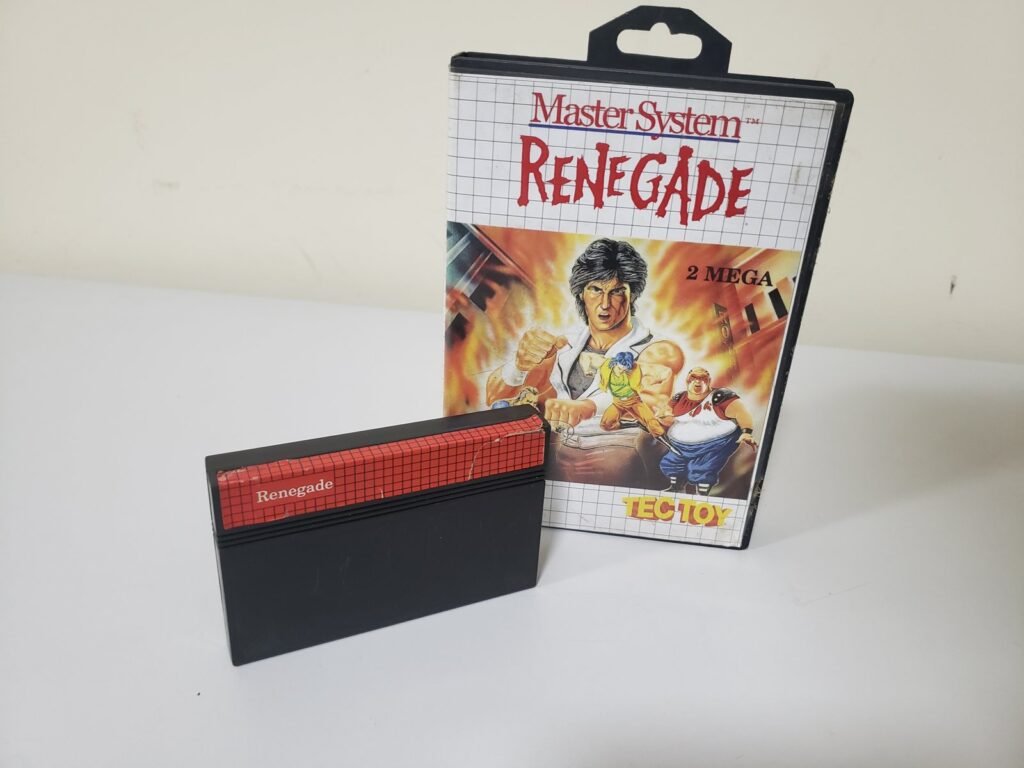 Master System™
RENEGADE
2 MEGA
TEC TOY
Renegade